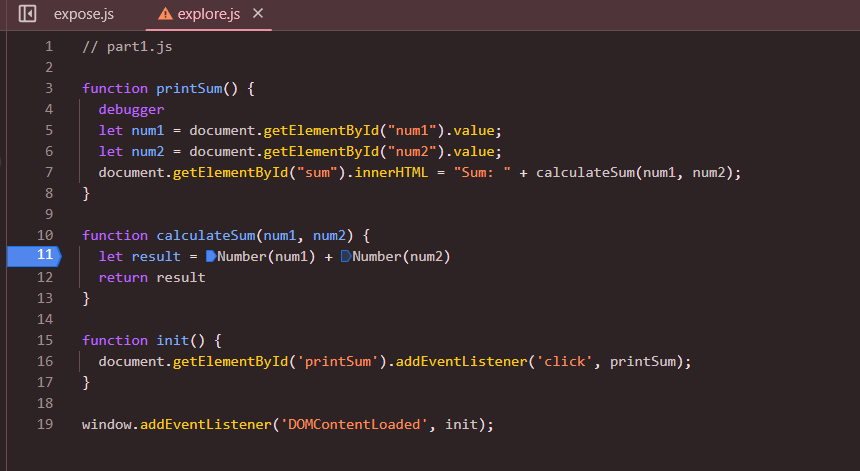 expose.js explore.js
1 // part1.js
2
3 function printSum() {
4 debugger
5 let num1 = document.getElementById("num1").value;
6 let num2 = document.getElementById("num2").value;
7 document.getElementById("sum").innerHTML = "Sum: " + calculateSum(num1, num2);
8 }
9
10 function calculateSum(num1, num2) {
11 let result = Number(num1) + Number(num2)
12 return result
13 }
14
15 function init() {
16 document.getElementById('printSum').addEventListener('click', printSum);
17 }
18
19 window.addEventListener('DOMContentLoaded', init);